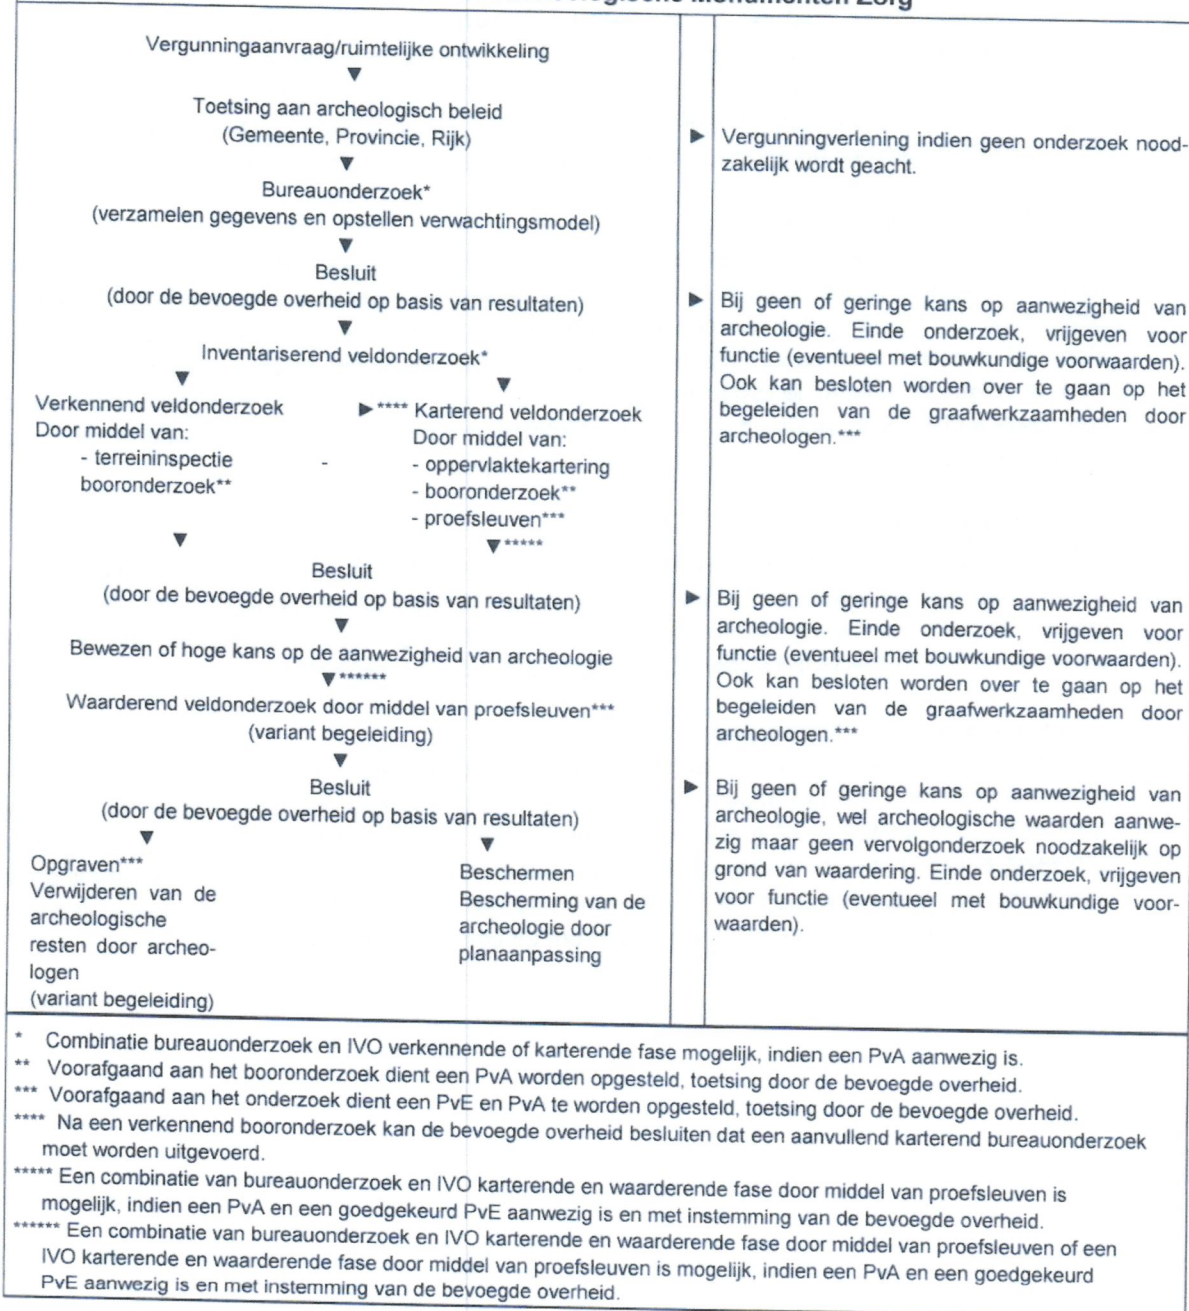 Monumenten Zorg
Vergunningaanvraag/ruimtelijke ontwikkeling
▼
Toetsing aan archeologisch beleid
(Gemeente, Provincie, Rijk)
▼
Bureauonderzoek*
(verzamelen gegevens en opstellen verwachtingsmodel)
▼
Besluit
(door de bevoegde overheid op basis van resultaten)
▼
Inventariserend veldonderzoek*
▼ ▼
Verkennend veldonderzoek
Door middel van:
- terreininspectie -
booronderzoek**
▼
►**** Karterend veldonderzoek
Door middel van:
- oppervlaktekartering
- booronderzoek**
- proefsleuven***
▼*****
Besluit
(door de bevoegde overheid op basis van resultaten)
▼
Bewezen of hoge kans op de aanwezigheid van archeologie
▼******
Waarderend veldonderzoek door middel van proefsleuven***
(variant begeleiding)
▼
Besluit
(door de bevoegde overheid op basis van resultaten)
▼ ▼
Opgraven***
Verwijderen van de
archeologische
resten door archeo-
logen
(variant begeleiding)
Beschermen
Bescherming van de
archeologie door
planaanpassing
► Vergunningverlening indien geen onderzoek nood-
zakelijk wordt geacht.
► Bij geen of geringe kans op aanwezigheid van
archeologie. Einde onderzoek, vrijgeven voor
functie (eventueel met bouwkundige voorwaarden).
Ook kan besloten worden over te gaan op het
begeleiden van de graafwerkzaamheden door
archeologen.***
► Bij geen of geringe kans op aanwezigheid van
archeologie. Einde onderzoek, vrijgeven voor
functie (eventueel met bouwkundige voorwaarden).
Ook kan besloten worden over te gaan op het
begeleiden van de graafwerkzaamheden door
archeologen.***
► Bij geen of geringe kans op aanwezigheid van
archeologie, wel archeologische waarden aanwe-
zig maar geen vervolgonderzoek noodzakelijk op
grond van waardering. Einde onderzoek, vrijgeven
voor functie (eventueel met bouwkundige voor-
waarden).
* Combinatie bureauonderzoek en IVO verkennende of karterende fase mogelijk, indien een PvA aanwezig is.
** Voorafgaand aan het booronderzoek dient een PvA worden opgesteld, toetsing door de bevoegde overheid.
*** Voorafgaand aan het onderzoek dient een PvE en PvA te worden opgesteld, toetsing door de bevoegde overheid.
**** Na een verkennend booronderzoek kan de bevoegde overheid besluiten dat een aanvullend karterend bureauonderzoek
moet worden uitgevoerd.
***** Een combinatie van bureauonderzoek en IVO karterende en waarderende fase door middel van proefsleuven is
mogelijk, indien een PvA en een goedgekeurd PvE aanwezig is en met instemming van de bevoegde overheid.
****** Een combinatie van bureauonderzoek en IVO karterende en waarderende fase door middel van proefsleuven of een
IVO karterende en waarderende fase door middel van proefsleuven is mogelijk, indien een PvA en een goedgekeurd
PvE aanwezig is en met instemming van de bevoegde overheid.